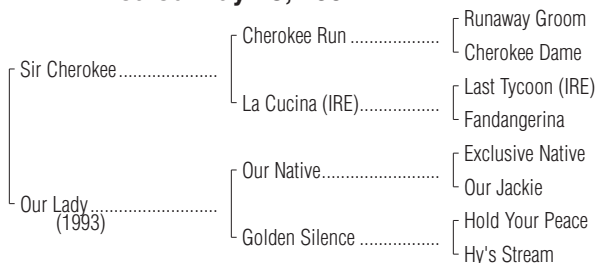 Runaway Groom
Cherokee Run ....................
Cherokee Dame
Sir Cherokee......................
Last Tycoon (IRE)
La Cucina (IRE)..................
Fandangerina
Exclusive Native
Our Native..........................
Our Jackie
Our Lady............................
(1993)
Hold Your Peace
Golden Silence ..................
Hy's Stream